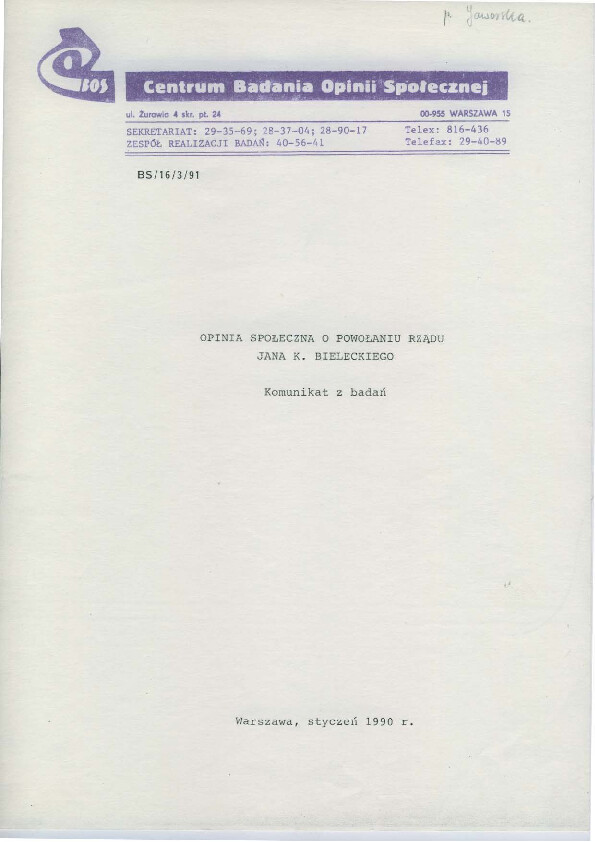 p. Jaworska.
CBOS
Centrum Badania Opinii Społecznej
ul. Żurawia 4 skr. pt. 24 00-955 WARSZAWA 15
SEKRETARIAT: 29-35-69; 28-37-04; 28-90-17 Telex: 816-436
ZESPÓŁ REALIZACJI BADAŃ: 40-56-41 Telefax: 29-40-89
BS/16/3/91
OPINIA SPOŁECZNA O POWOŁANIU RZĄDU
JANA K. BIELECKIEGO
Komunikat z badań
Warszawa, styczeń 1990 r.